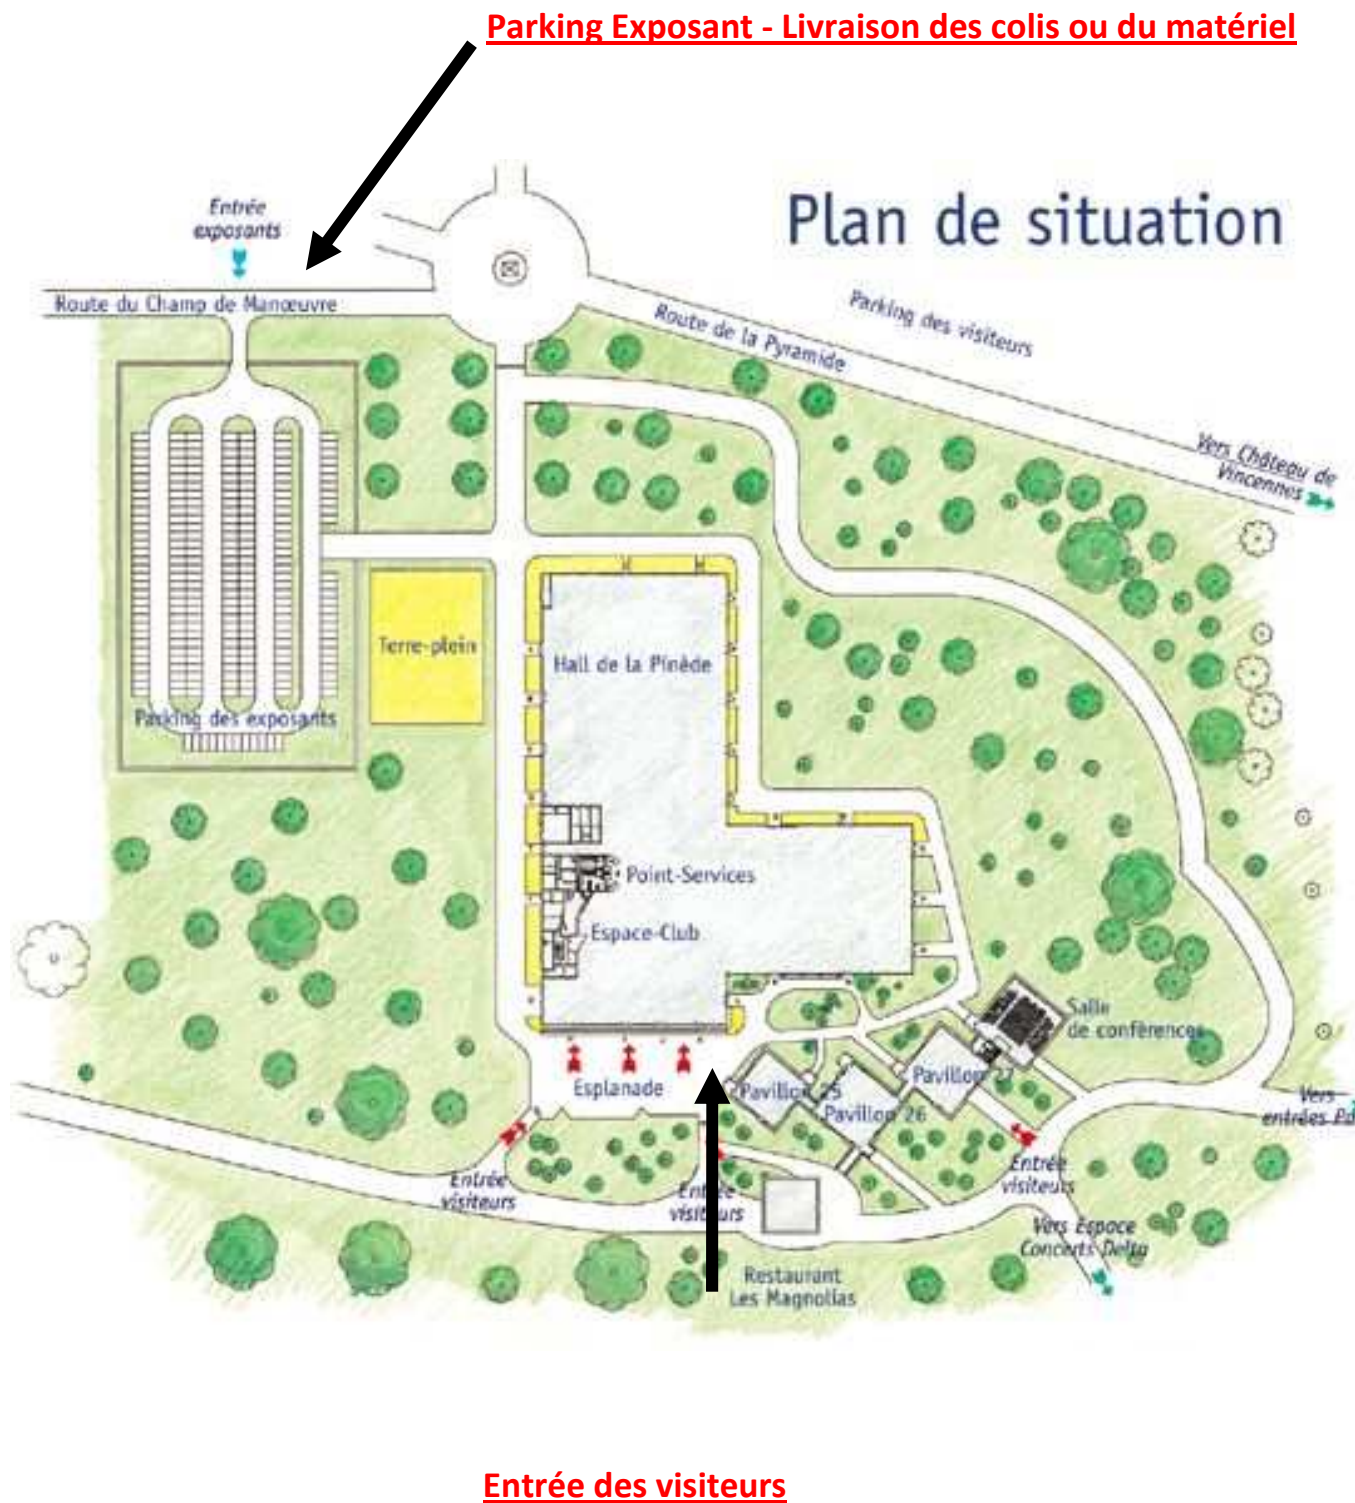 Parking Exposant - Livraison des colis ou du matériel
Plan de situation
Entrée
exposants
Route du Champ de Manœuvre
Parking des visiteurs
Route de la Pyramide
Vers Château de
Vincennes
Terre-plein
Hall de la Pinède
Parking des exposants
Point-Services
Espace-Club
Salle
de conférences
Esplanade
Pavillon 25
Pavillon 26
Pavillon 27
Vers
entrées
Entrée
visiteurs
Entrée
visiteurs
Entrée
visiteurs
Vers Espace
Concerts Delta
Restaurant
Les Magnolias
Entrée des visiteurs